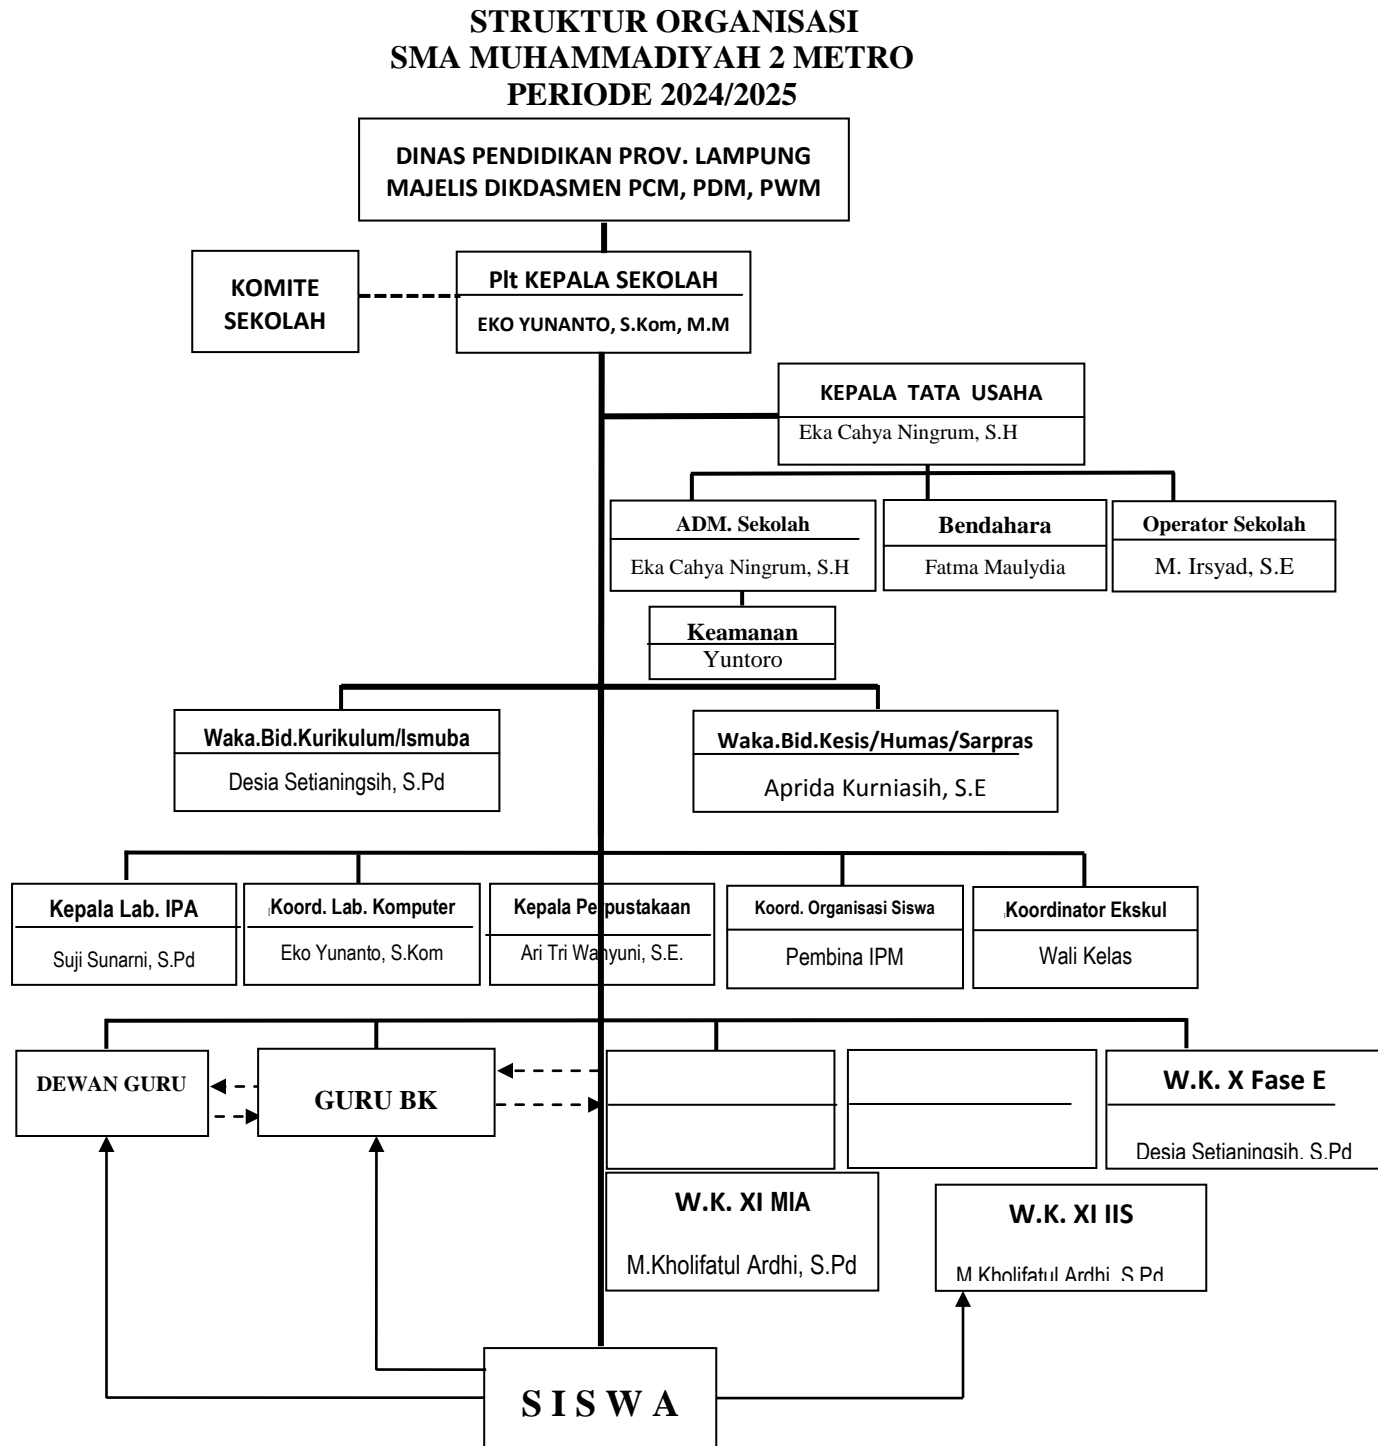 STRUKTUR ORGANISASI
SMA MUHAMMADIYAH 2 METRO
PERIODE 2024/2025
DINAS PENDIDIKAN PROV. LAMPUNG
MAJELIS DIKDASMEN PCM, PDM, PWM
KOMITE
SEKOLAH
Plt KEPALA SEKOLAH
EKO YUNANTO, S.Kom, M.M
KEPALA TATA USAHA
Eka Cahya Ningrum, S.H
ADM. Sekolah
Eka Cahya Ningrum, S.H
Bendahara
Fatma Maulydia
Operator Sekolah
M. Irsyad, S.E
Keamanan
Yuntoro
Waka.Bid.Kurikulum/Ismuba
Desia Setianingsih, S.Pd
Waka.Bid.Kesis/Humas/Sarpras
Aprida Kurniasih, S.E
Kepala Lab. IPA
Suji Sunarni, S.Pd
Koord. Lab. Komputer
Eko Yunanto, S.Kom
Kepala Perpustakaan
Ari Tri Wahyuni, S.E.
Koord. Organisasi Siswa
Pembina IPM
Koordinator Ekskul
Wali Kelas
DEWAN GURU
GURU BK
W.K. X Fase E
Desia Setianingsih, S.Pd
W.K. XI MIA
M.Kholifatul Ardhi, S.Pd
W.K. XI IIS
M.Kholifatul Ardhi, S.Pd
S I S W A